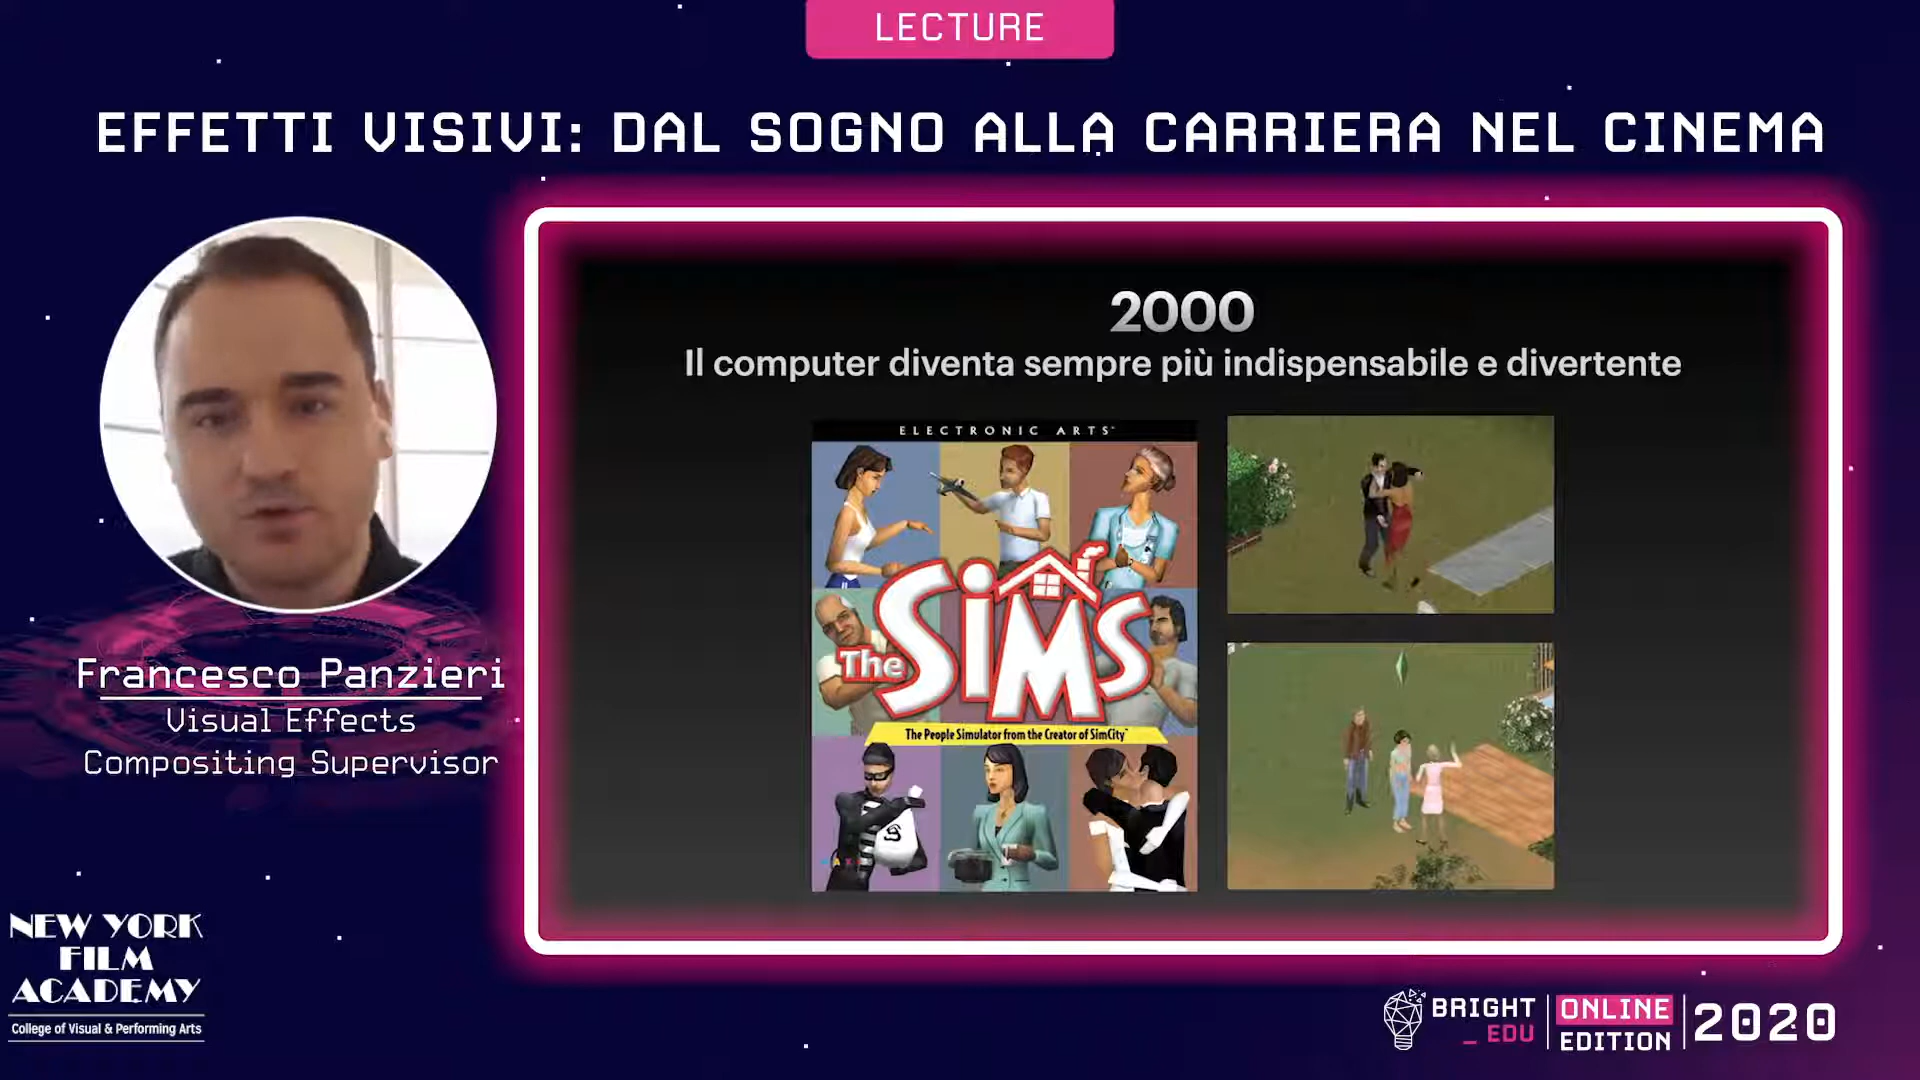 LECTURE
EFFETTI VISIVI: DAL SOGNO ALLA CARRIERA NEL CINEMA
2000
Il computer diventa sempre più indispensabile e divertente
ELECTRONIC ARTS™
The SIMS
The People Simulator from the Creator of SimCity™
Francesco Panzieri
Visual Effects
Compositing Supervisor
NEW YORK
FILM
ACADEMY
College of Visual & Performing Arts
BRIGHT
_ EDU
ONLINE
EDITION
2020